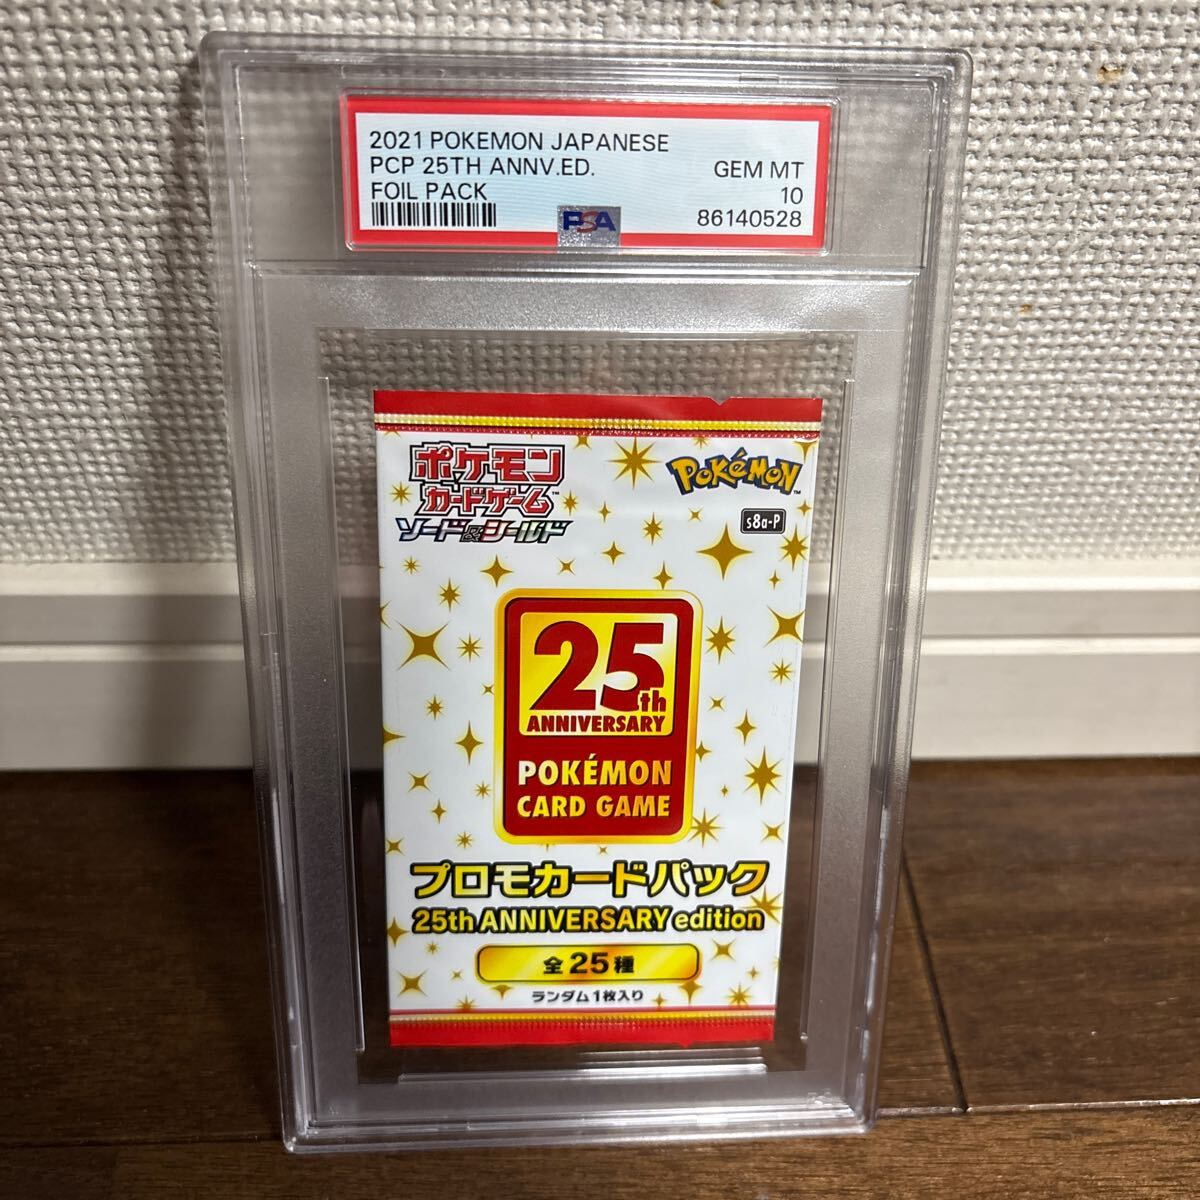 2021 POKEMON JAPANESE
PCP 25TH ANNV.ED.
GEM MT
FOIL PACK
10
PSA
86140528
ポケモン
カードゲーム™
ソード&シールド
POKÉMON™
s8a-P
25th
ANNIVERSARY
POKÉMON
CARD GAME
プロモカードパック
25th ANNIVERSARY edition
全25種
ランダム1枚入り